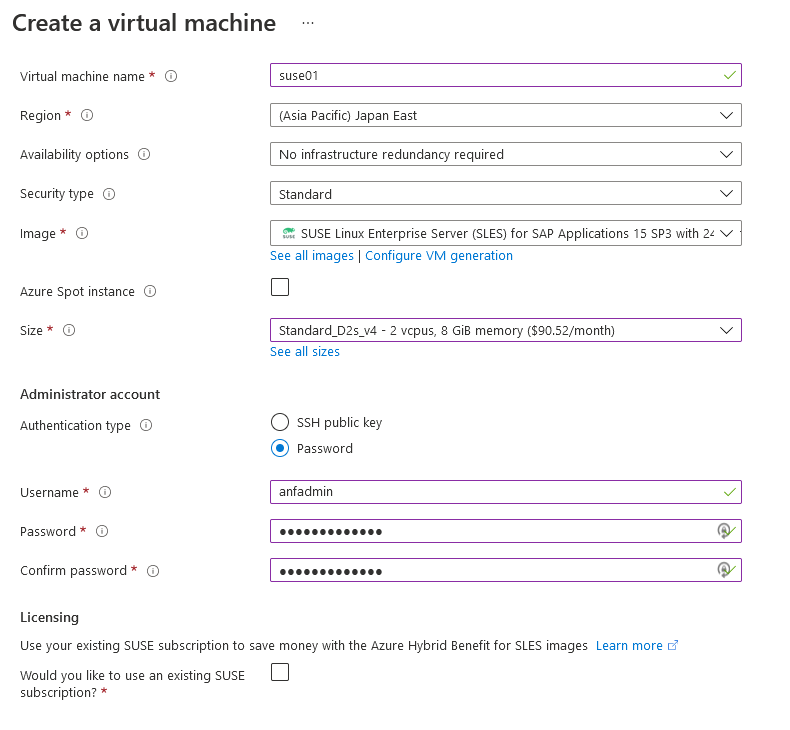 Create a virtual machine ...
Virtual machine name * suse01
Region * (Asia Pacific) Japan East
Availability options No infrastructure redundancy required
Security type Standard
Image * SUSE SUSE Linux Enterprise Server (SLES) for SAP Applications 15 SP3 with 24
See all images | Configure VM generation
Azure Spot instance
Size * Standard_D2s_v4 - 2 vcpus, 8 GiB memory ($90.52/month)
See all sizes
Administrator account
Authentication type SSH public key
Password
Username * anfadmin
Password * ●●●●●●●●●●●●●
Confirm password * ●●●●●●●●●●●●●
Licensing
Use your existing SUSE subscription to save money with the Azure Hybrid Benefit for SLES images Learn more
Would you like to use an existing SUSE
subscription? *